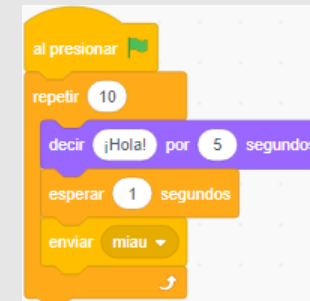 al presionar
repetir 10
decir ¡Hola! por 5 segundos
esperar 1 segundos
enviar miau